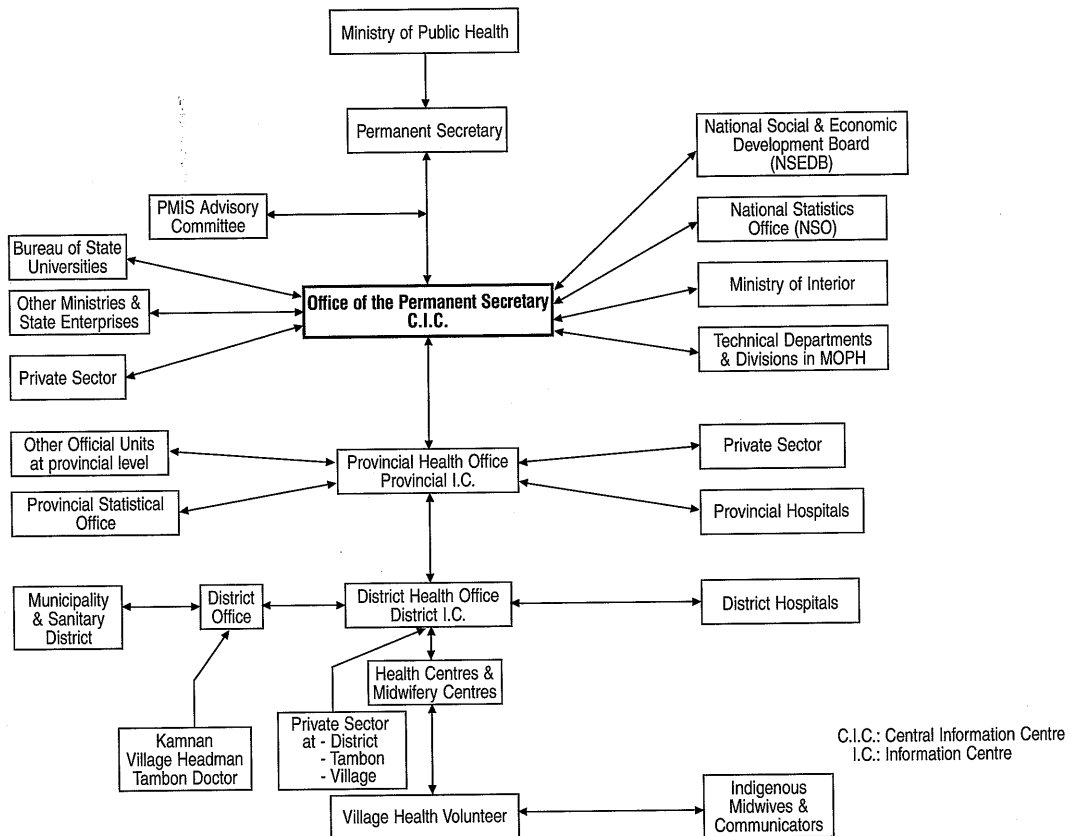 Ministry of Public Health
Permanent Secretary
National Social & Economic
Development Board
(NSEDB)
PMIS Advisory
Committee
National Statistics
Office (NSO)
Bureau of State
Universities
Ministry of Interior
Other Ministries &
State Enterprises
Office of the Permanent Secretary
C.I.C.
Technical Departments
& Divisions in MOPH
Private Sector
Other Official Units
at provincial level
Provincial Health Office
Provincial I.C.
Private Sector
Provincial Statistical
Office
Provincial Hospitals
Municipality
& Sanitary
District
District
Office
District Health Office
District I.C.
District Hospitals
Health Centres &
Midwifery Centres
Kamnan
Village Headman
Tambon Doctor
Private Sector
at - District
- Tambon
- Village
C.I.C.: Central Information Centre
I.C.: Information Centre
Village Health Volunteer
Indigenous
Midwives &
Communicators